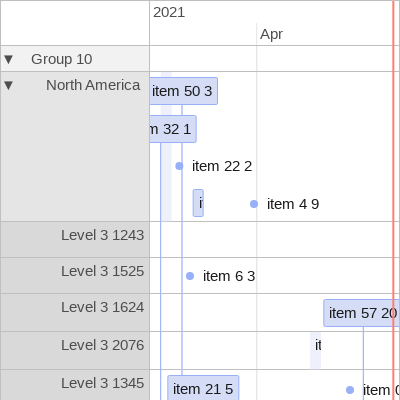 2021
Apr
▼ Group 10
▼ North America
item 50 3
m 32 1
item 22 2
item 4 9
Level 3 1243
Level 3 1525
item 6 3
Level 3 1624
item 57 20
Level 3 2076
it
Level 3 1345
item 21 5
item 0